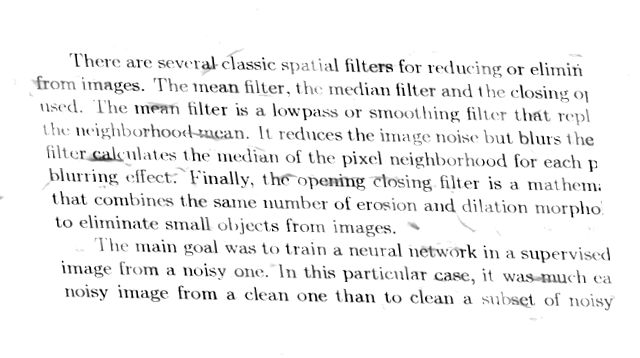 There are several classic spatial filters for reducing or elimin
from images. The mean filter, the median filter and the closing op
used. The mean filter is a lowpass or smoothing filter that repl
the neighborhood mean. It reduces the image noise but blurs the
filter calculates the median of the pixel neighborhood for each p
blurring effect. Finally, the opening closing filter is a mathema
that combines the same number of erosion and dilation morpho
to eliminate small objects from images.
The main goal was to train a neural network in a supervised
image from a noisy one. In this particular case, it was much ea
noisy image from a clean one than to clean a subset of noisy